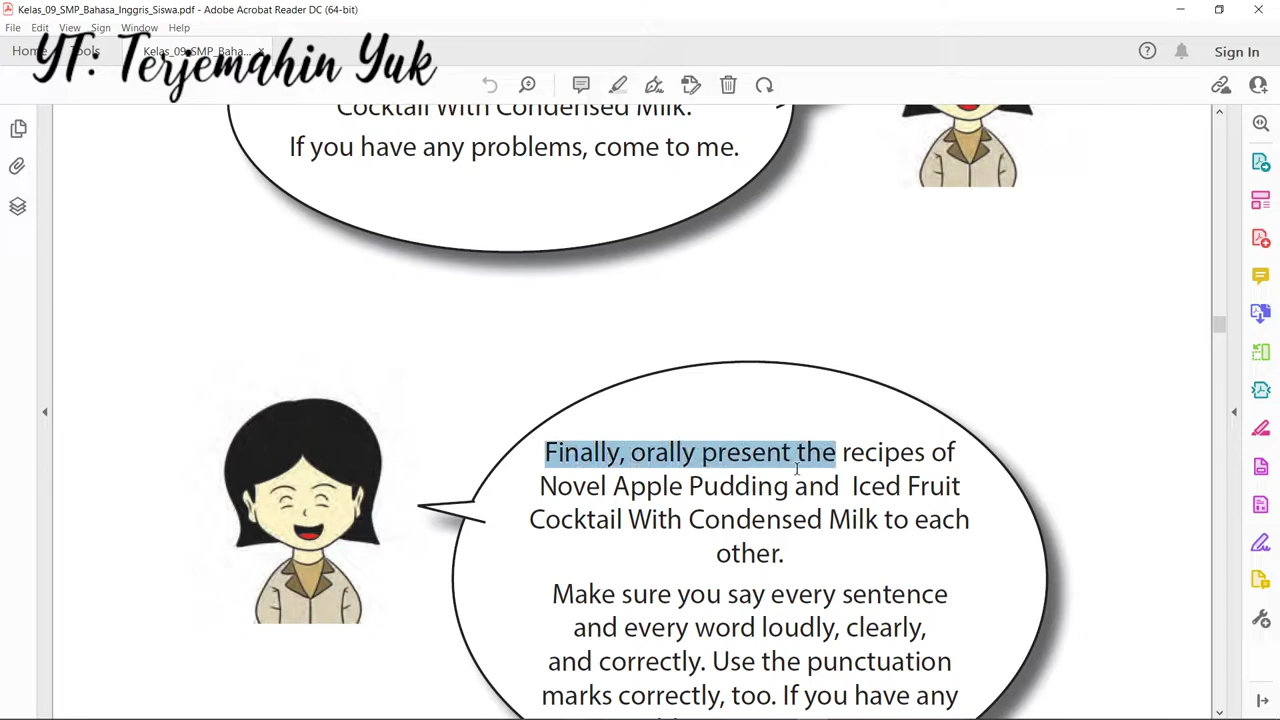 Kelas_09_SMP_Bahasa_Inggris_Siswa.pdf - Adobe Acrobat Reader DC (64-bit)
File Edit View Sign Window Help
Home Tools Kelas_09_SMP_Baha... × Sign In
YT: Terjemahin Yuk
Cocktail With Condensed Milk.
If you have any problems, come to me.
Finally, orally present the recipes of
Novel Apple Pudding and Iced Fruit
Cocktail With Condensed Milk to each
other.
Make sure you say every sentence
and every word loudly, clearly,
and correctly. Use the punctuation
marks correctly, too. If you have any